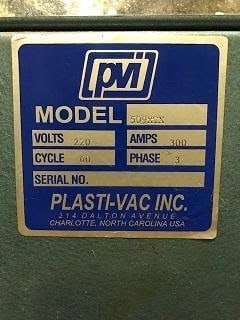 pvi
MODEL
VOLTS 220 AMPS 300
CYCLE 60 PHASE 3
SERIAL NO.
PLASTI-VAC INC.
214 DALTON AVENUE
CHARLOTTE, NORTH CAROLINA USA